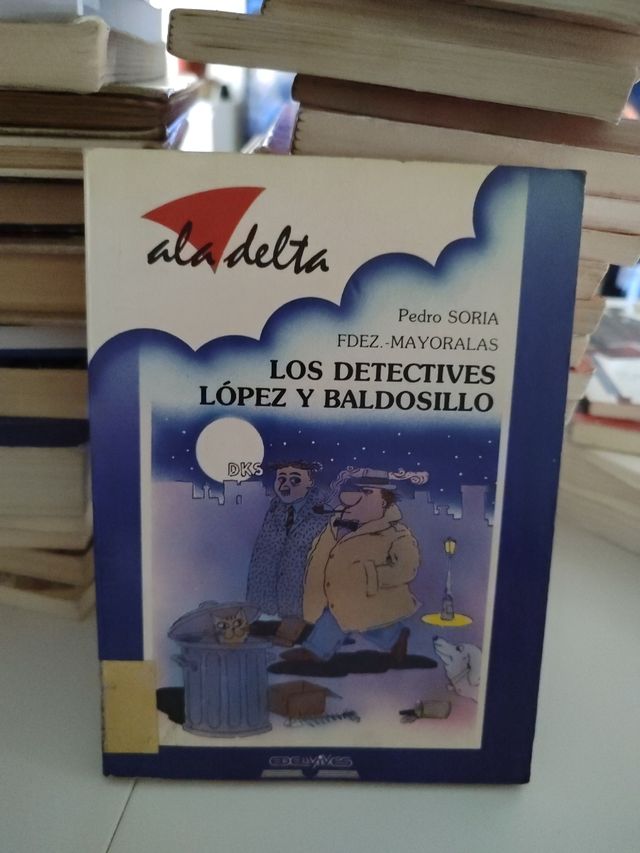 ala delta
Pedro SORIA
FDEZ.-MAYORALAS
LOS DETECTIVES
LÓPEZ Y BALDOSILLO
DKS
EDELVIVES